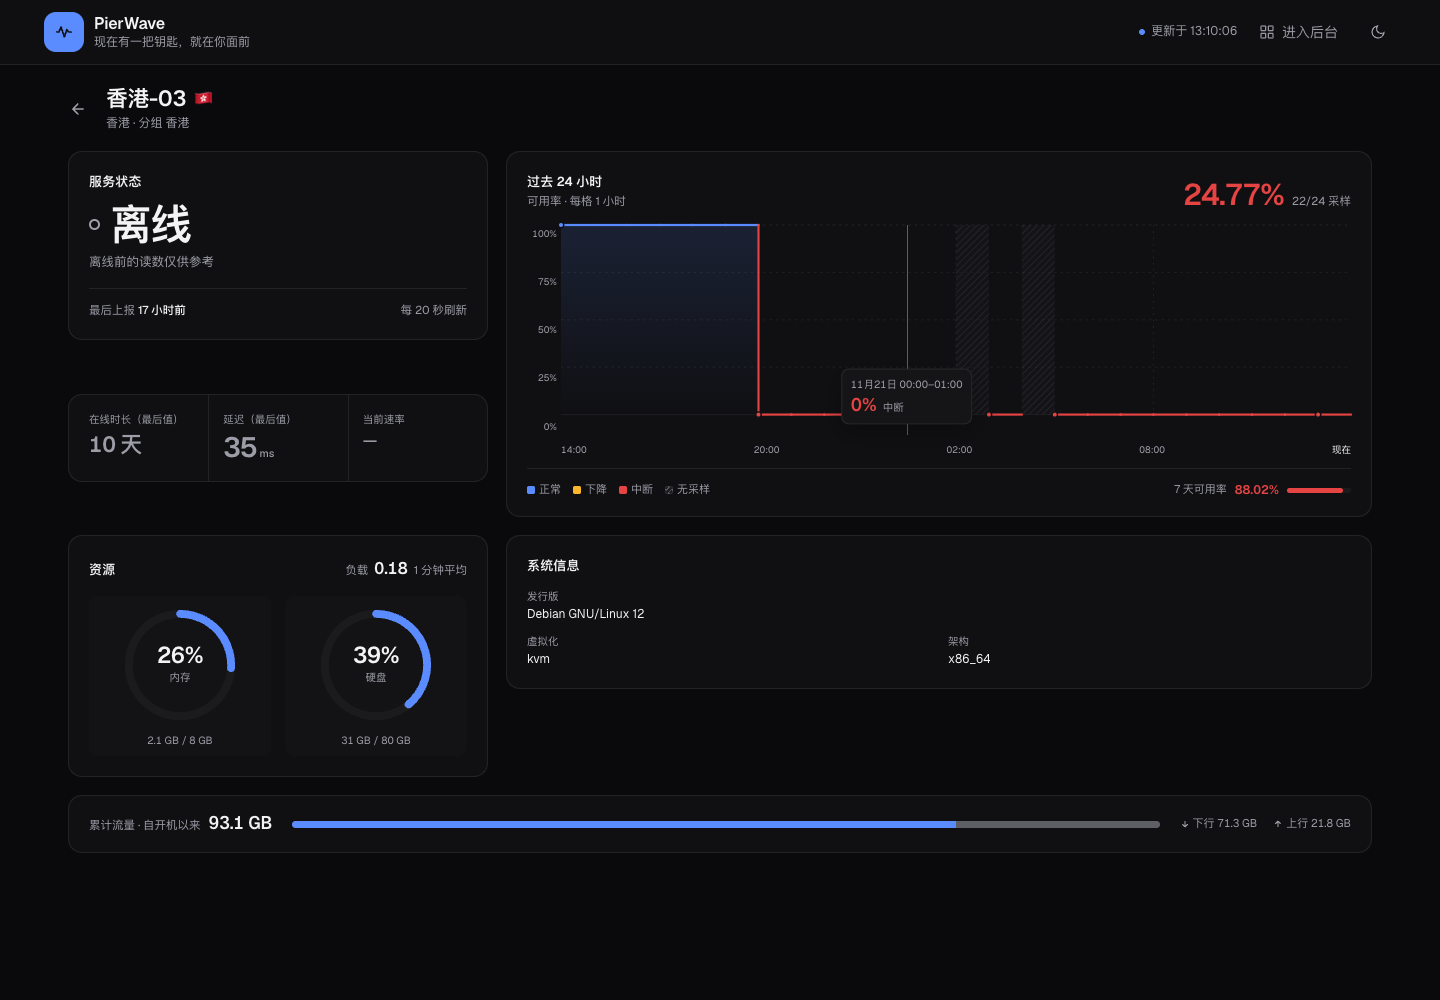 PierWave
现在有一把钥匙，就在你面前
更新于 13:10:06
进入后台
香港-03
香港 · 分组 香港
服务状态
离线
离线前的读数仅供参考
最后上报 17 小时前
每 20 秒刷新
在线时长（最后值）
10 天
延迟（最后值）
35 ms
当前速率
—
过去 24 小时
可用率 · 每格 1 小时
24.77% 22/24 采样
100%
75%
50%
25%
0%
11月21日 00:00–01:00
0% 中断
14:00
20:00
02:00
08:00
现在
正常
下降
中断
无采样
7 天可用率 88.02%
资源
负载 0.18 1 分钟平均
26%
内存
2.1 GB / 8 GB
39%
硬盘
31 GB / 80 GB
系统信息
发行版
Debian GNU/Linux 12
虚拟化
kvm
架构
x86_64
累计流量 · 自开机以来 93.1 GB
↓ 下行 71.3 GB
↑ 上行 21.8 GB